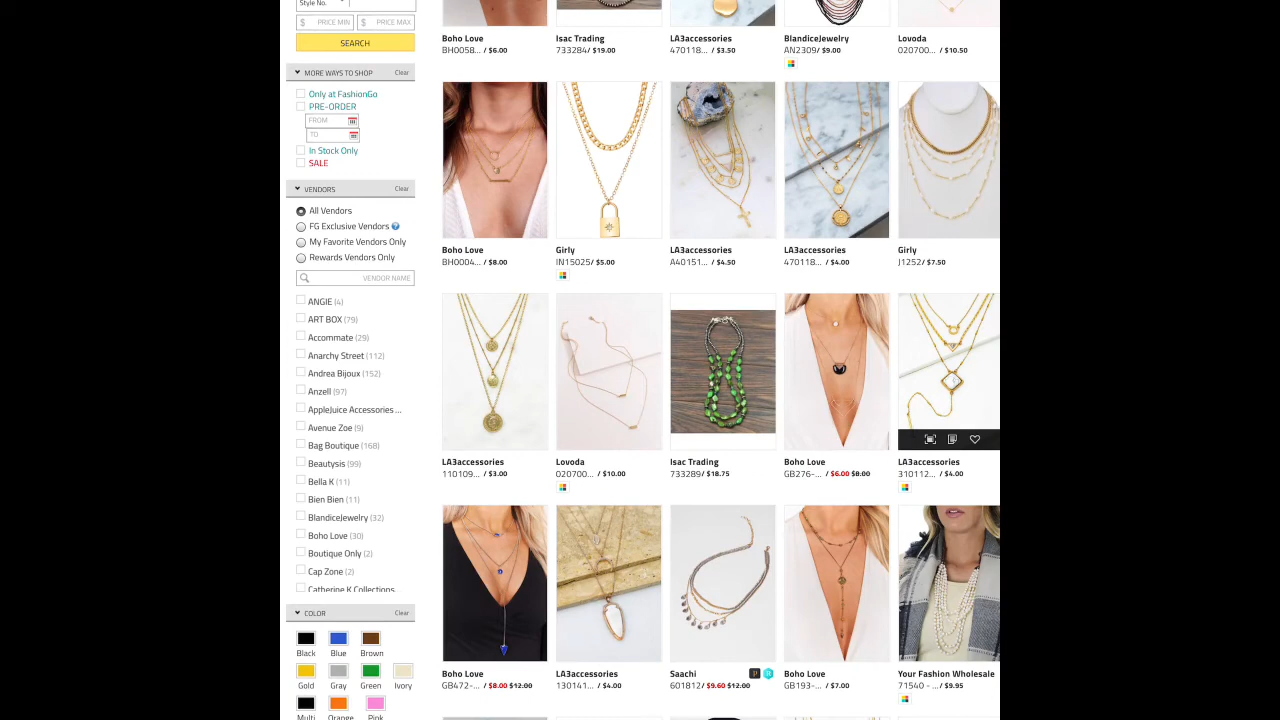 Style No.
$ PRICE MIN $ PRICE MAX
SEARCH
MORE WAYS TO SHOP Clear
Only at FashionGo
PRE-ORDER
FROM
TO
In Stock Only
SALE
VENDORS Clear
All Vendors
FG Exclusive Vendors ?
My Favorite Vendors Only
Rewards Vendors Only
VENDOR NAME
ANGIE (4)
ART BOX (79)
Accommate (29)
Anarchy Street (112)
Andrea Bijoux (152)
Anzell (97)
AppleJuice Accessories ...
Avenue Zoe (9)
Bag Boutique (168)
Beautysis (99)
Bella K (11)
Bien Bien (11)
BlandiceJewelry (32)
Boho Love (30)
Boutique Only (2)
Cap Zone (2)
Catherine K Collections
COLOR Clear
Black Blue Brown
Gold Gray Green Ivory
Multi Orange Pink
Boho Love
BH0058... / $6.00
Isac Trading
733284/ $19.00
LA3accessories
470118... / $3.50
BlandiceJewelry
AN2309/ $9.00
Lovoda
020700... / $10.50
Boho Love
BH0004... / $8.00
Girly
IN15025/ $5.00
LA3accessories
A40151... / $4.50
LA3accessories
470118... / $4.00
Girly
J1252/ $7.50
LA3accessories
110109... / $3.00
Lovoda
020700... / $10.00
Isac Trading
733289/ $18.75
Boho Love
GB276-... / $6.00 $8.00
LA3accessories
310112... / $4.00
Boho Love
GB472-... / $8.00 $12.00
LA3accessories
130141... / $4.00
Saachi P R
601812/ $9.60 $12.00
Boho Love
GB193-... / $7.00
Your Fashion Wholesale
71540 - .../ $9.95